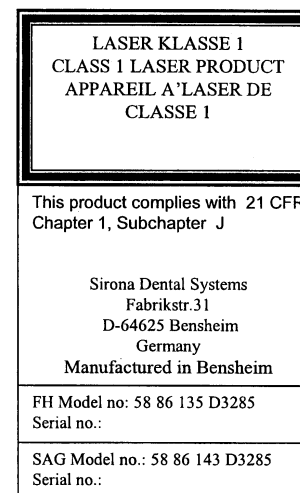 LASER KLASSE 1
CLASS 1 LASER PRODUCT
APPAREIL A'LASER DE
CLASSE 1
This product complies with 21 CFR
Chapter 1, Subchapter J
Sirona Dental Systems
Fabrikstr.31
D-64625 Bensheim
Germany
Manufactured in Bensheim
FH Model no: 58 86 135 D3285
Serial no.:
SAG Model no.: 58 86 143 D3285
Serial no.: